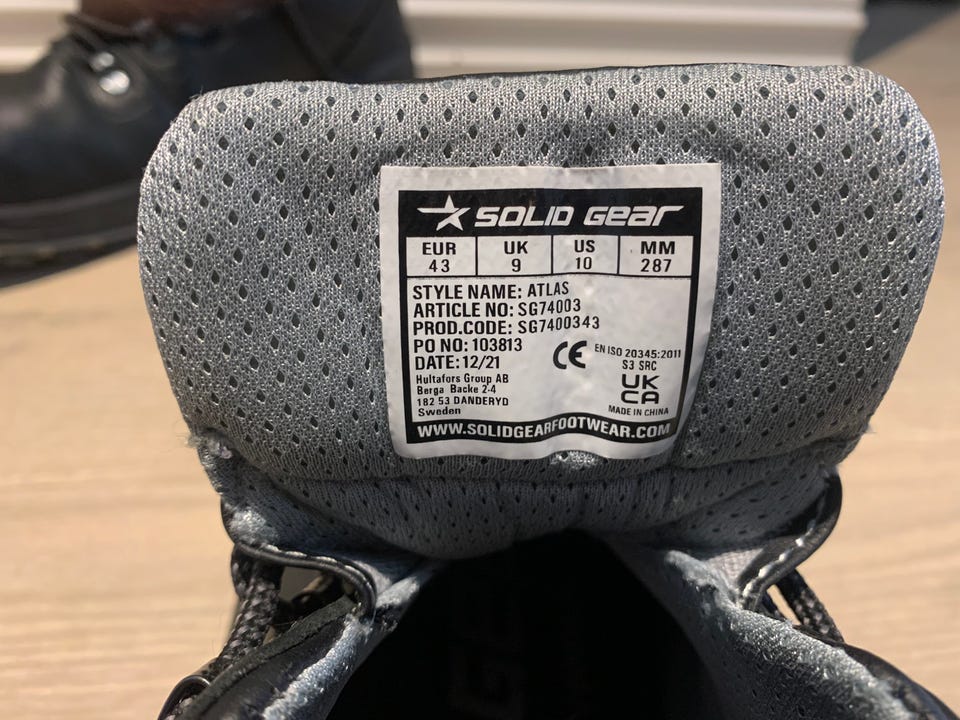 SOLID GEAR
EUR UK US MM
43 9 10 287
STYLE NAME: ATLAS
ARTICLE NO: SG74003
PROD.CODE: SG7400343
PO NO: 103813
DATE: 12/21
CE EN ISO 20345:2011
S3 SRC
Hultafors Group AB
Berga Backe 2-4
182 53 DANDERYD
Sweden
UK
CA
MADE IN CHINA
WWW.SOLIDGEARFOOTWEAR.COM